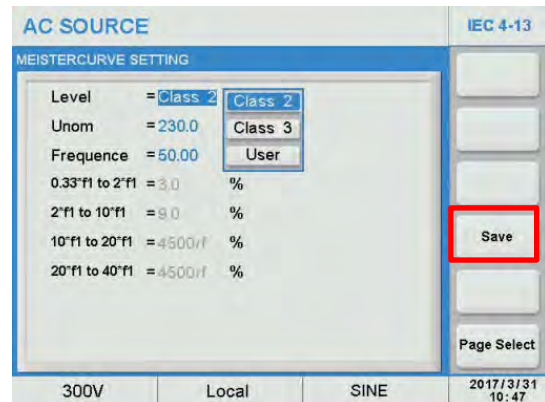 AC SOURCE
IEC 4-13
MEISTERCURVE SETTING
Level = Class 2
Class 2
Unom = 230.0
Class 3
Frequence = 50.00
User
0.33*f1 to 2*f1 = 3.0 %
2*f1 to 10*f1 = 9.0 %
10*f1 to 20*f1 = 4500/f %
20*f1 to 40*f1 = 4500/f %
Save
Page Select
300V
Local
SINE
2017/3/31
10:47